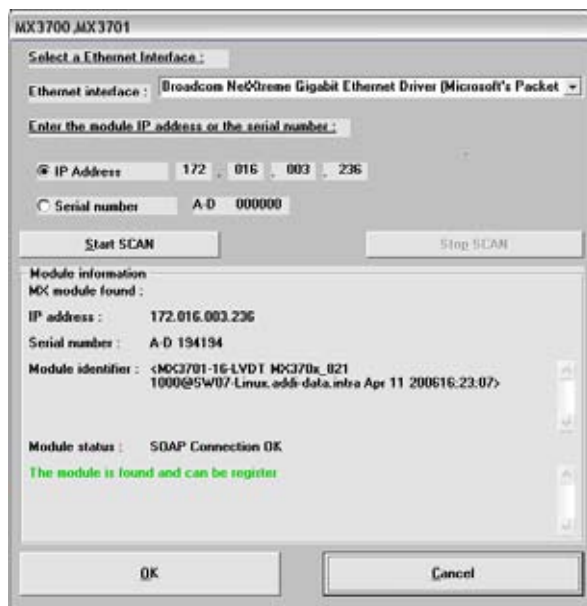 MX3700 ,MX3701
Select a Ethernet Interface :
Ethernet interface : Broadcom NetXtreme Gigabit Ethernet Driver (Microsoft's Packet
Enter the module IP address or the serial number :
IP Address 172 . 016 . 003 . 236
Serial number A-D 000000
Start SCAN Stop SCAN
Module information
MX module found :
IP address : 172.016.003.236
Serial number : A-D 194194
Module identifier : <MX3701-16-LVDT MX370x_021
1000@SW07-Linux.addi-data.intra Apr 11 200616:23:07>
Module status : SOAP Connection OK
The module is found and can be register
OK Cancel